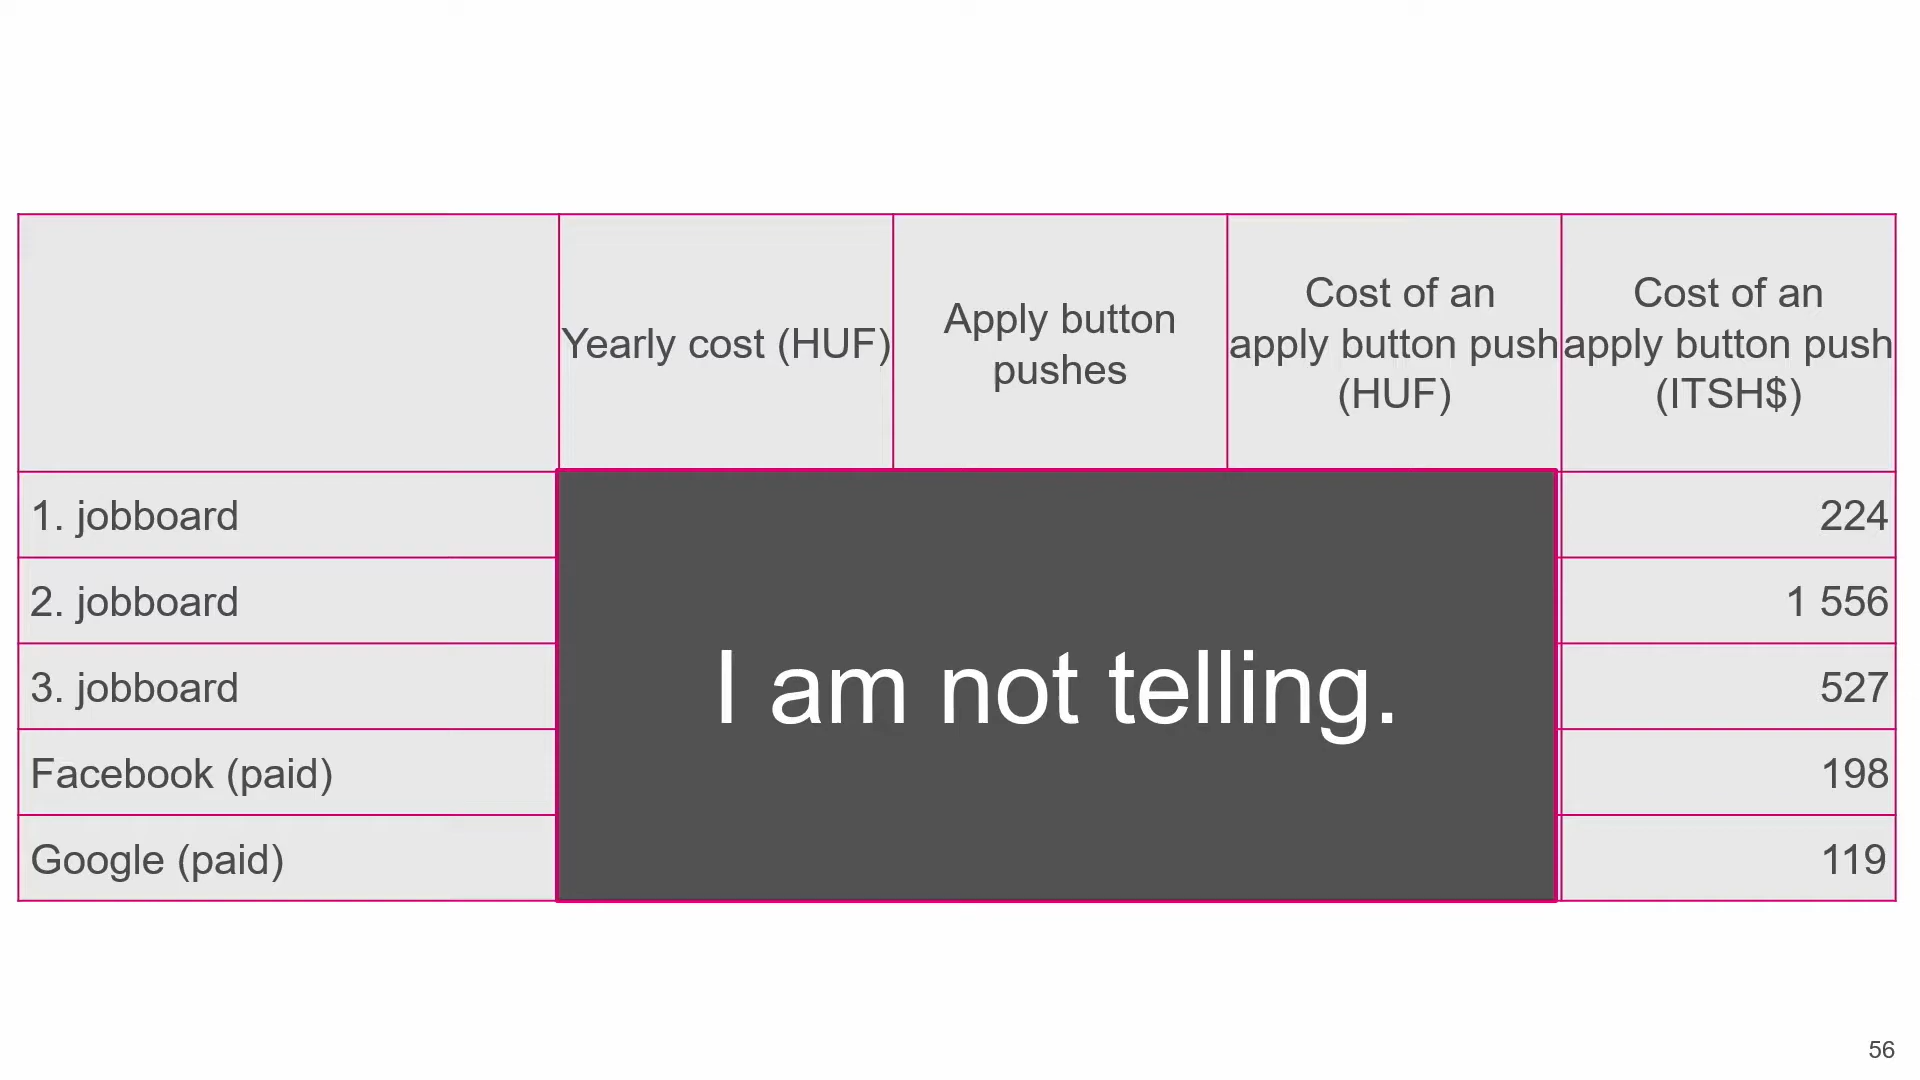 Yearly cost (HUF)
Apply button
pushes
Cost of an
apply button push
(HUF)
Cost of an
apply button push
(ITSH$)
1. jobboard
224
2. jobboard
1 556
3. jobboard
527
I am not telling.
Facebook (paid)
198
Google (paid)
119
56